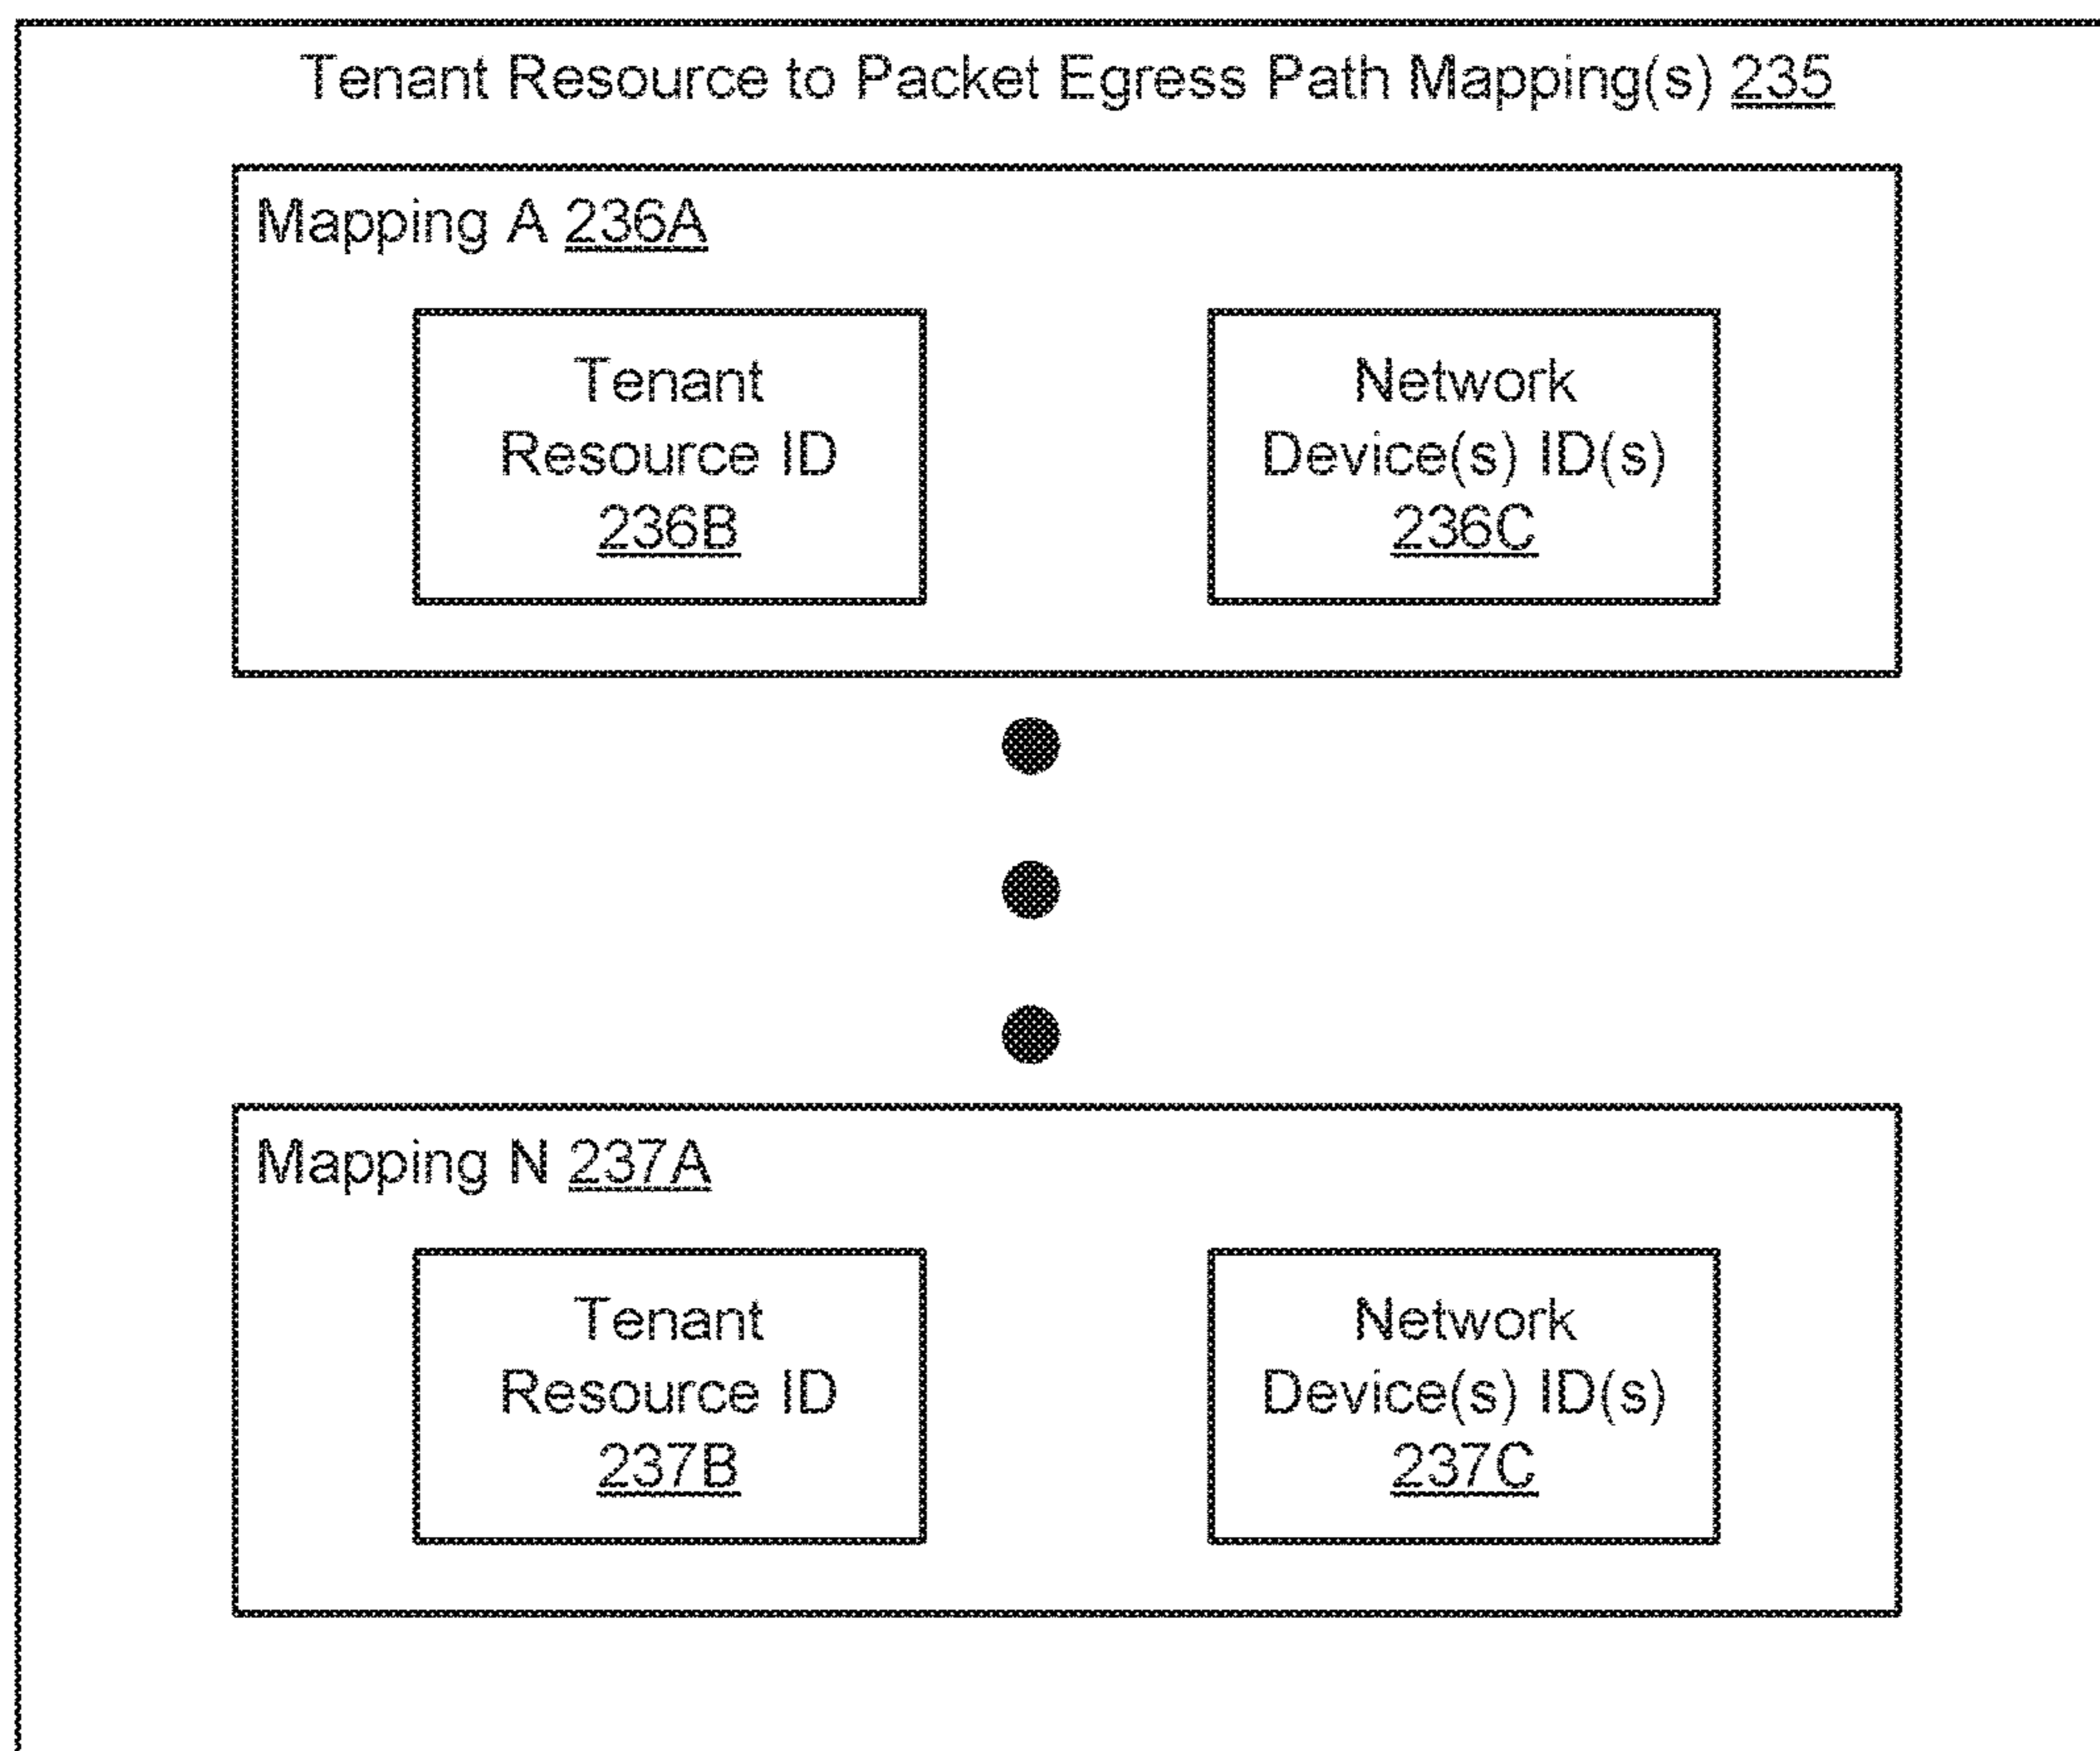 Tenant Resource to Packet Egress Path Mapping(s) 235
Mapping A 236A
Tenant
Resource ID
236B
Network
Device(s) ID(s)
236C
Mapping N 237A
Tenant
Resource ID
237B
Network
Device(s) ID(s)
237C